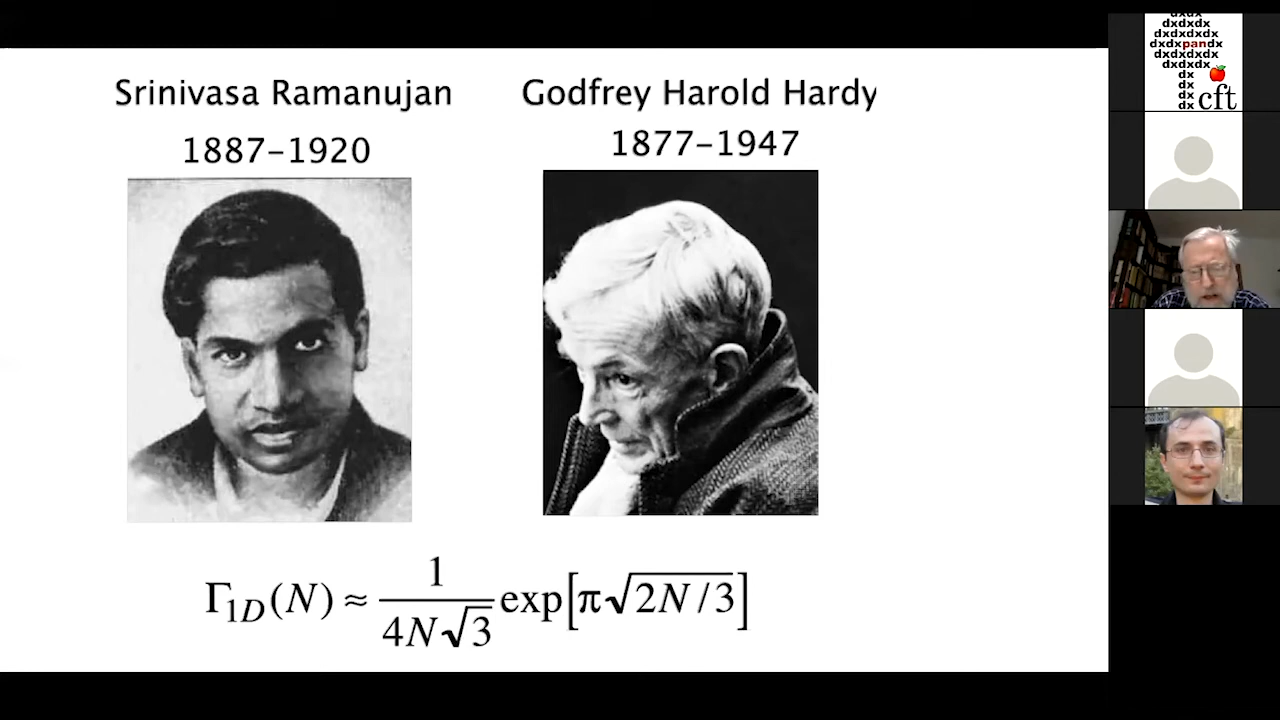 Srinivasa Ramanujan
1887–1920
Godfrey Harold Hardy
1877–1947
Γ1D(N) ≈ 1/4N√3 exp[π√2N/3]
dxdxdx
dxdxdx
dxdxdxdx
dxdxpandx
dxdxdxdx
dxdxdx
dx
dx
dx
dx cft